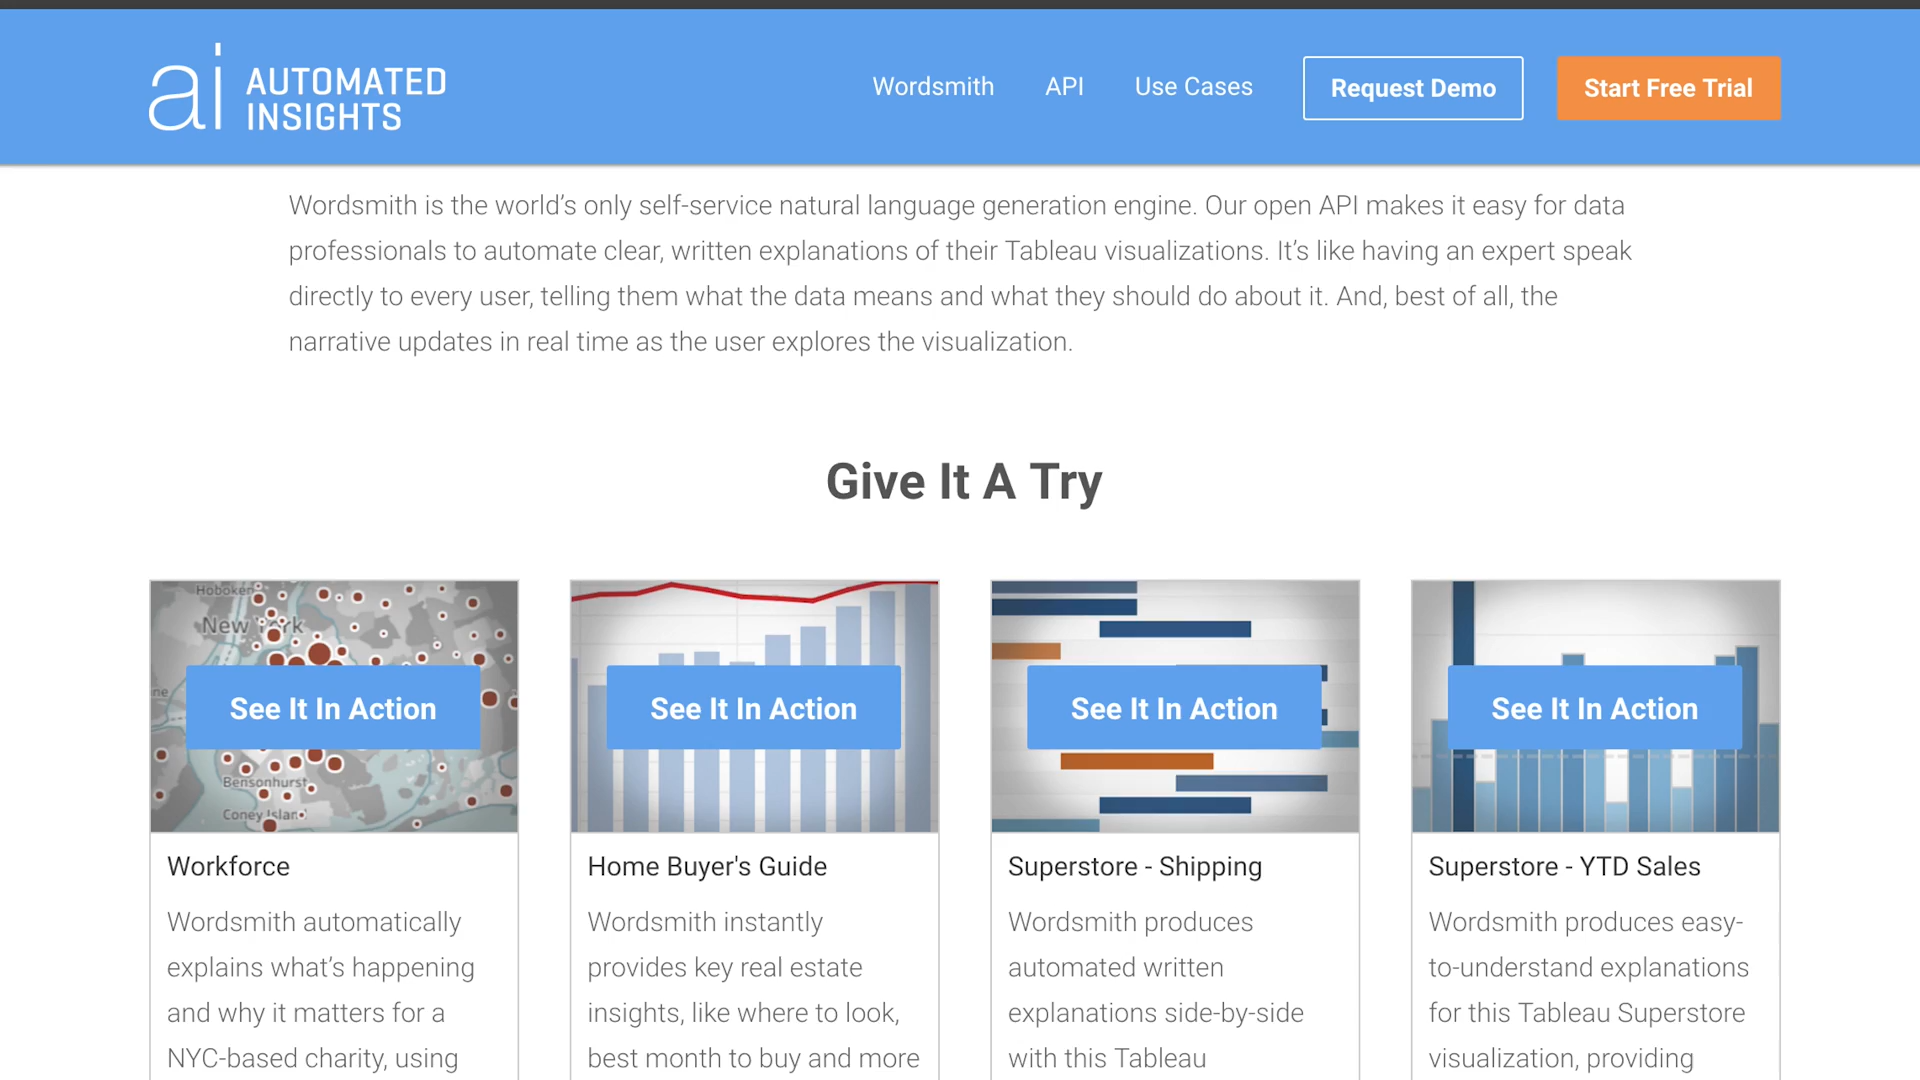 ai AUTOMATED
INSIGHTS
Wordsmith API Use Cases Request Demo Start Free Trial
Wordsmith is the world’s only self-service natural language generation engine. Our open API makes it easy for data
professionals to automate clear, written explanations of their Tableau visualizations. It’s like having an expert speak
directly to every user, telling them what the data means and what they should do about it. And, best of all, the
narrative updates in real time as the user explores the visualization.
Give It A Try
Hoboken
New York
See It In Action
Bensonhurst
Coney Island
Workforce
Wordsmith automatically
explains what’s happening
and why it matters for a
NYC-based charity, using
See It In Action
Home Buyer's Guide
Wordsmith instantly
provides key real estate
insights, like where to look,
best month to buy and more
See It In Action
Superstore - Shipping
Wordsmith produces
automated written
explanations side-by-side
with this Tableau
See It In Action
Superstore - YTD Sales
Wordsmith produces easy-
to-understand explanations
for this Tableau Superstore
visualization, providing